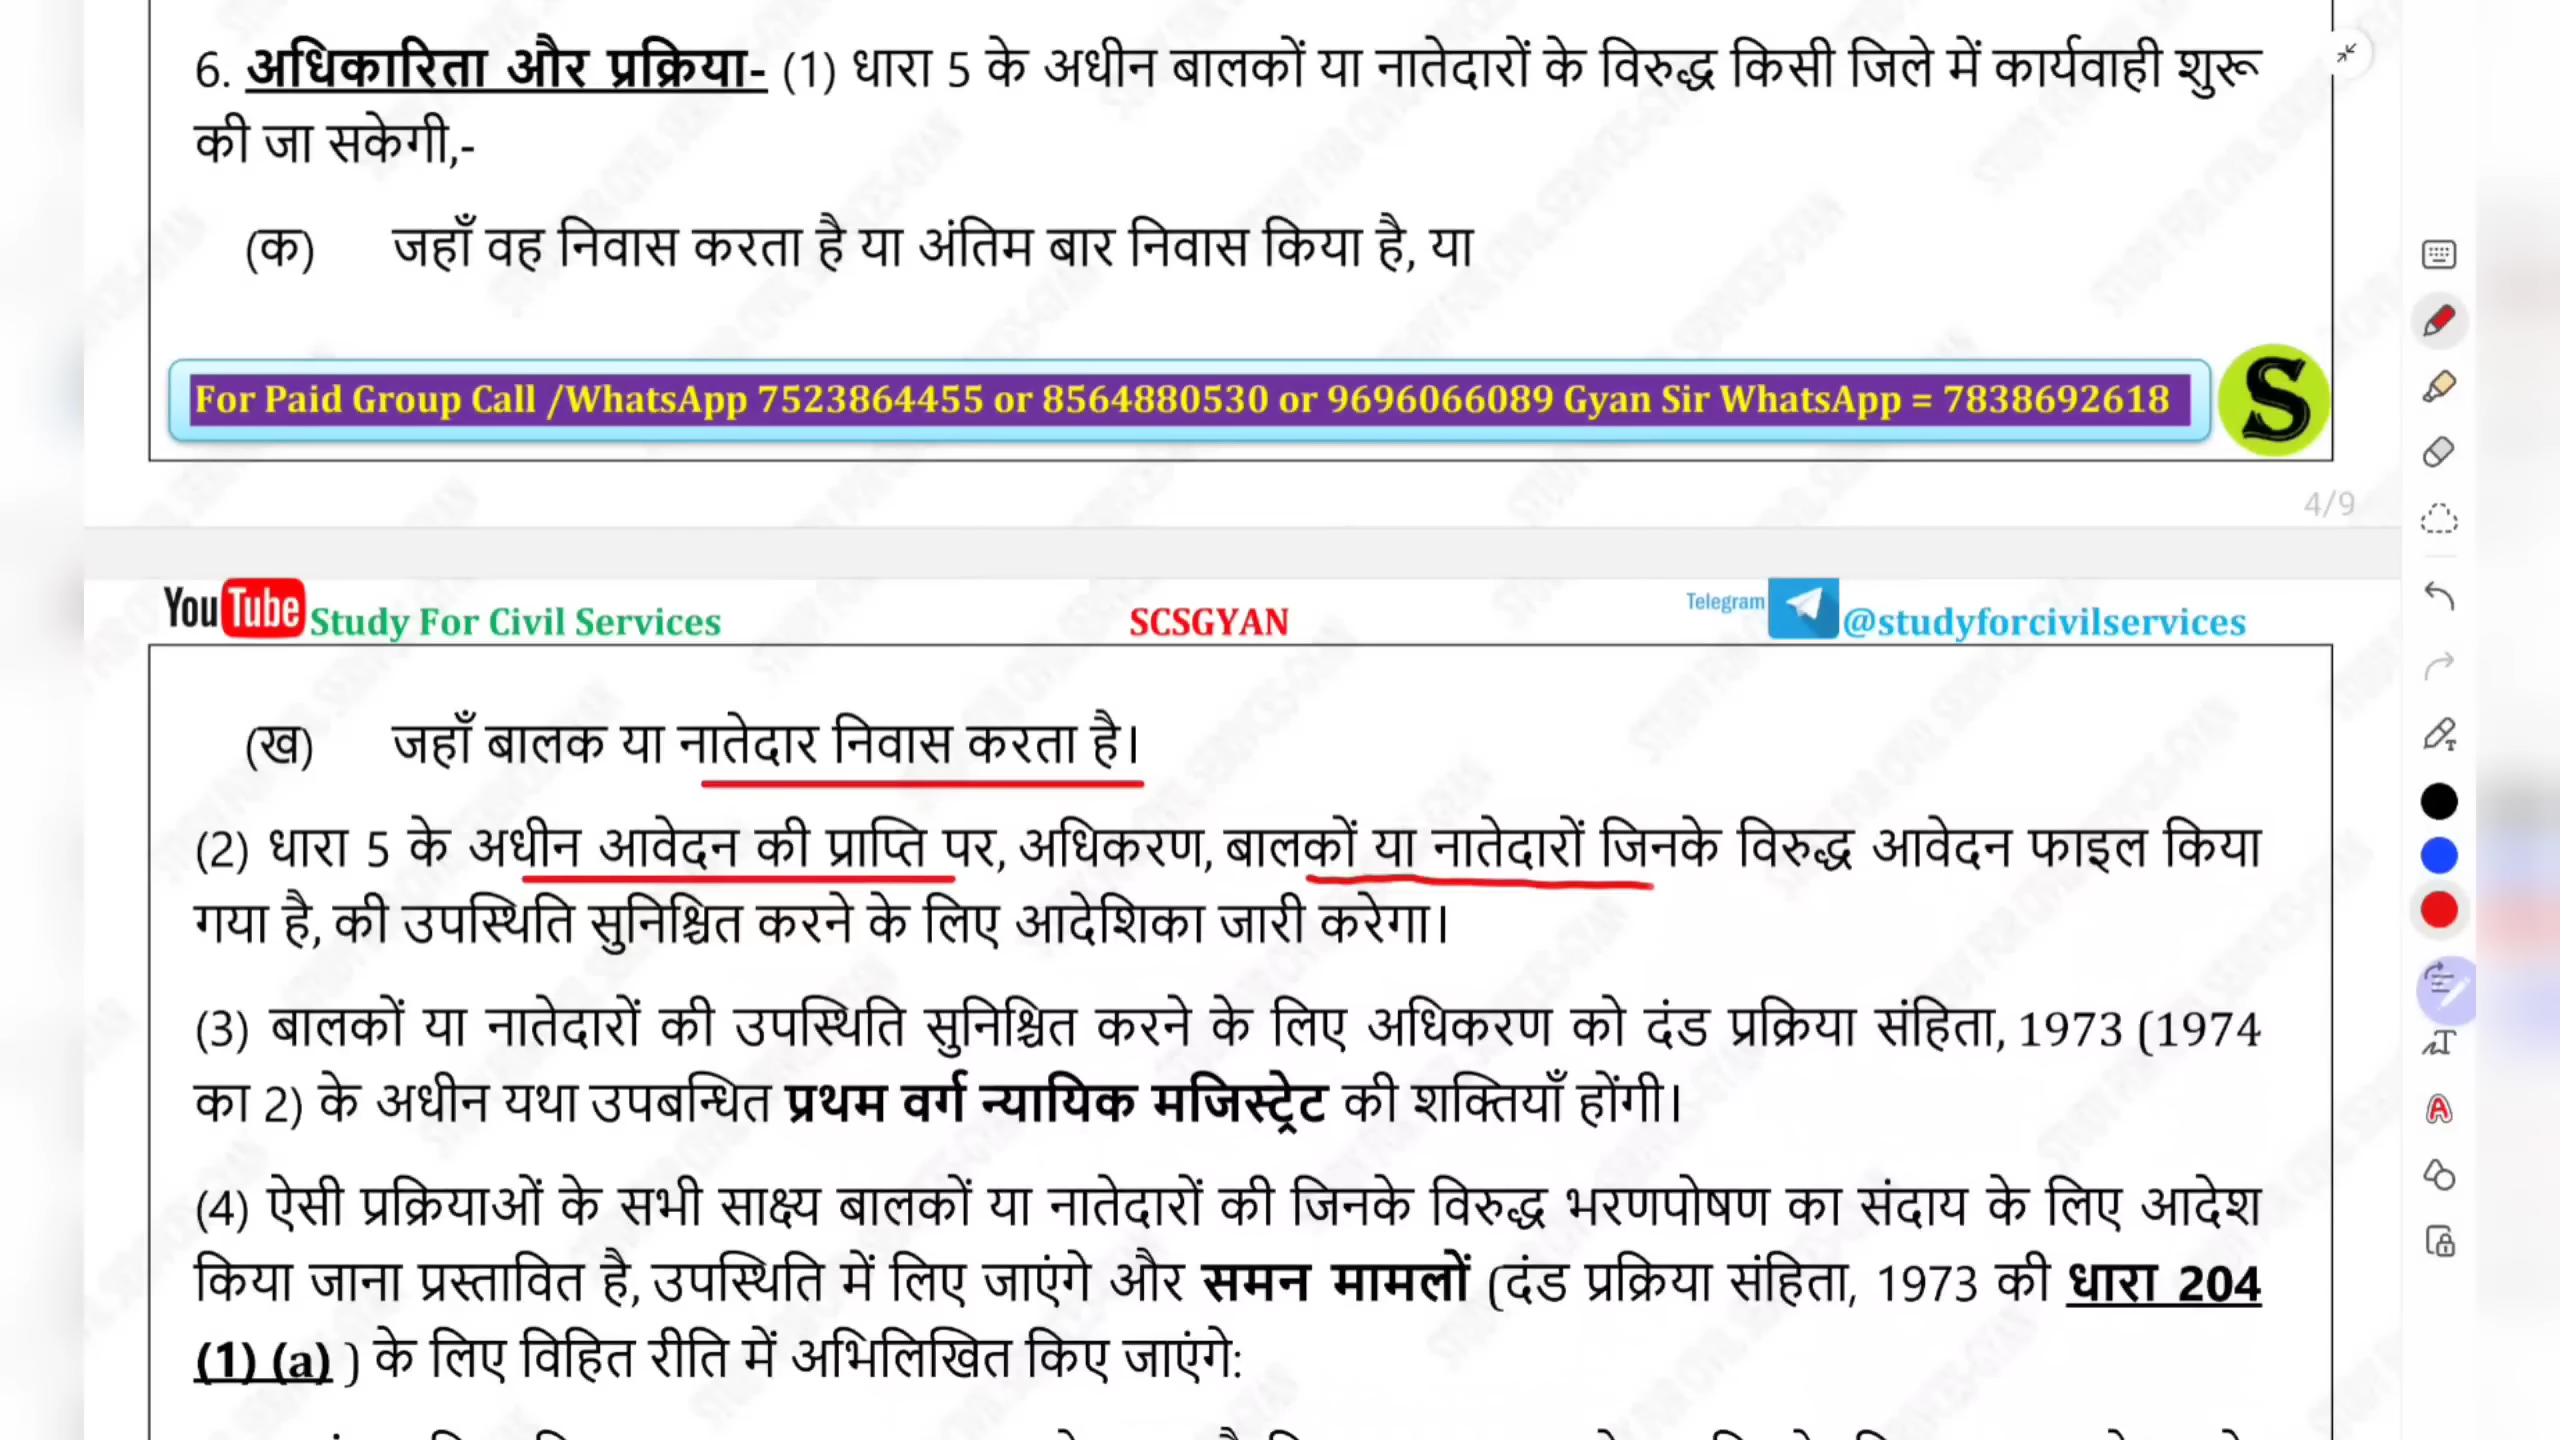 6. अधिकारिता और प्रक्रिया- (1) धारा 5 के अधीन बालकों या नातेदारों के विरुद्ध किसी जिले में कार्यवाही शुरू
की जा सकेगी,-
(क) जहाँ वह निवास करता है या अंतिम बार निवास किया है, या
For Paid Group Call /WhatsApp 7523864455 or 8564880530 or 9696066089 Gyan Sir WhatsApp = 7838692618
S
4/9
YouTube Study For Civil Services SCSGYAN Telegram @studyforcivilservices
(ख) जहाँ बालक या नातेदार निवास करता है।
(2) धारा 5 के अधीन आवेदन की प्राप्ति पर, अधिकरण, बालकों या नातेदारों जिनके विरुद्ध आवेदन फाइल किया
गया है, की उपस्थिति सुनिश्चित करने के लिए आदेशिका जारी करेगा।
(3) बालकों या नातेदारों की उपस्थिति सुनिश्चित करने के लिए अधिकरण को दंड प्रक्रिया संहिता, 1973 (1974
का 2) के अधीन यथा उपबन्धित प्रथम वर्ग न्यायिक मजिस्ट्रेट की शक्तियाँ होंगी।
(4) ऐसी प्रक्रियाओं के सभी साक्ष्य बालकों या नातेदारों की जिनके विरुद्ध भरणपोषण का संदाय के लिए आदेश
किया जाना प्रस्तावित है, उपस्थिति में लिए जाएंगे और समन मामलों (दंड प्रक्रिया संहिता, 1973 की धारा 204
(1) (a) ) के लिए विहित रीति में अभिलिखित किए जाएंगे: